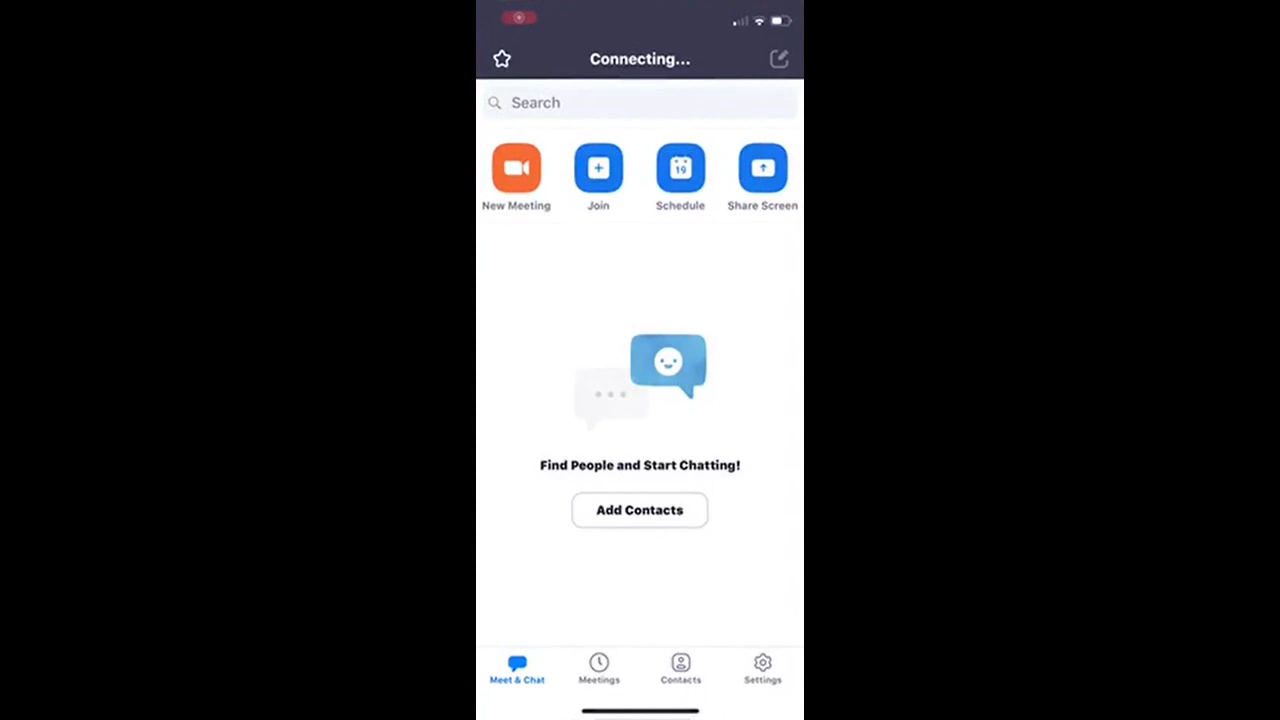 Connecting...
Search
19
New Meeting
Join
Schedule
Share Screen
Find People and Start Chatting!
Add Contacts
Meet & Chat
Meetings
Contacts
Settings